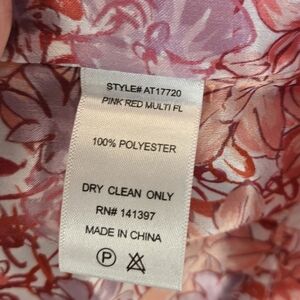 STYLE# AT17720
PINK RED MULTI FL
100% POLYESTER
DRY CLEAN ONLY
RN# 141397
MADE IN CHINA
P